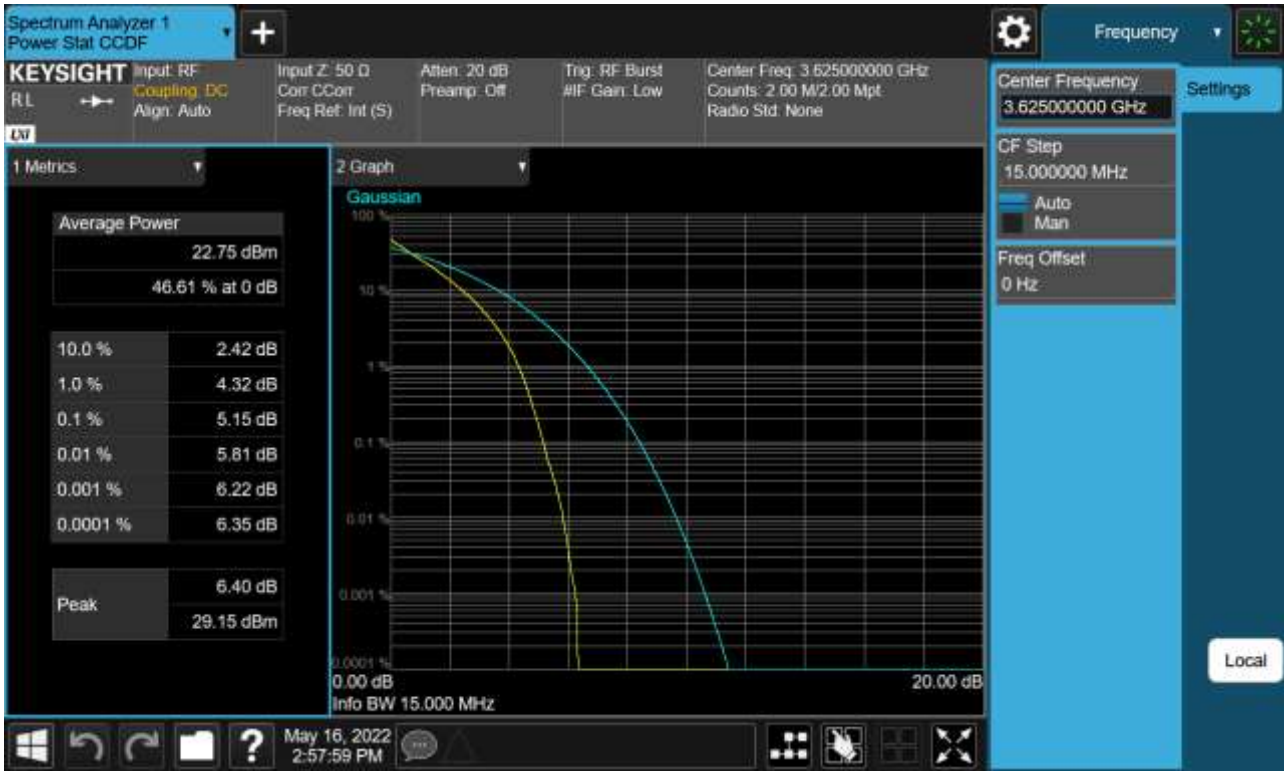 Spectrum Analyzer 1
Power Stat CCDF
+
Frequency
KEYSIGHT
RL
LXI
Input: RF
Coupling: DC
Align: Auto
Input Z: 50 Ω
Corr CCorr
Freq Ref: Int (S)
Atten: 20 dB
Preamp: Off
Trig: RF Burst
#IF Gain: Low
Center Freq: 3.625000000 GHz
Counts: 2.00 M/2.00 Mpt
Radio Std: None
Center Frequency
3.625000000 GHz
Settings
CF Step
15.000000 MHz
Auto
Man
Freq Offset
0 Hz
1 Metrics
Average Power
22.75 dBm
46.61 % at 0 dB
10.0 % 2.42 dB
1.0 % 4.32 dB
0.1 % 5.15 dB
0.01 % 5.81 dB
0.001 % 6.22 dB
0.0001 % 6.35 dB
Peak
6.40 dB
29.15 dBm
2 Graph
Gaussian
100 %
10 %
1 %
0.1 %
0.01 %
0.001 %
0.0001 %
0.00 dB 20.00 dB
Info BW 15.000 MHz
Local
?
May 16, 2022
2:57:59 PM